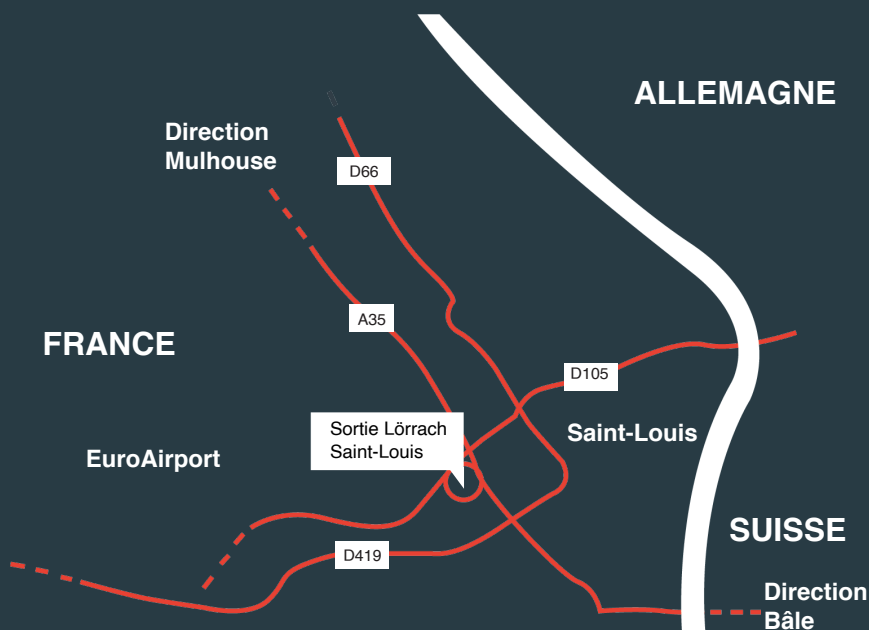 ALLEMAGNE
Direction
Mulhouse
D66
A35
FRANCE
D105
Sortie Lörrach
Saint-Louis
Saint-Louis
EuroAirport
SUISSE
D419
Direction
Bâle